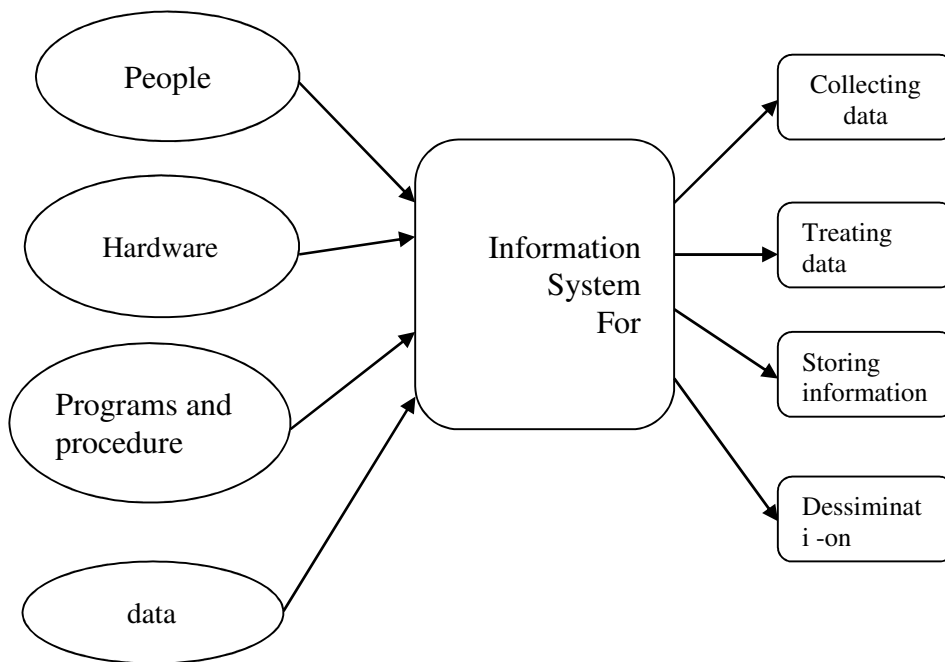 People
Hardware
Programs and
procedure
data
Information
System
For
Collecting
data
Treating
data
Storing
information
Dessiminat
i -on